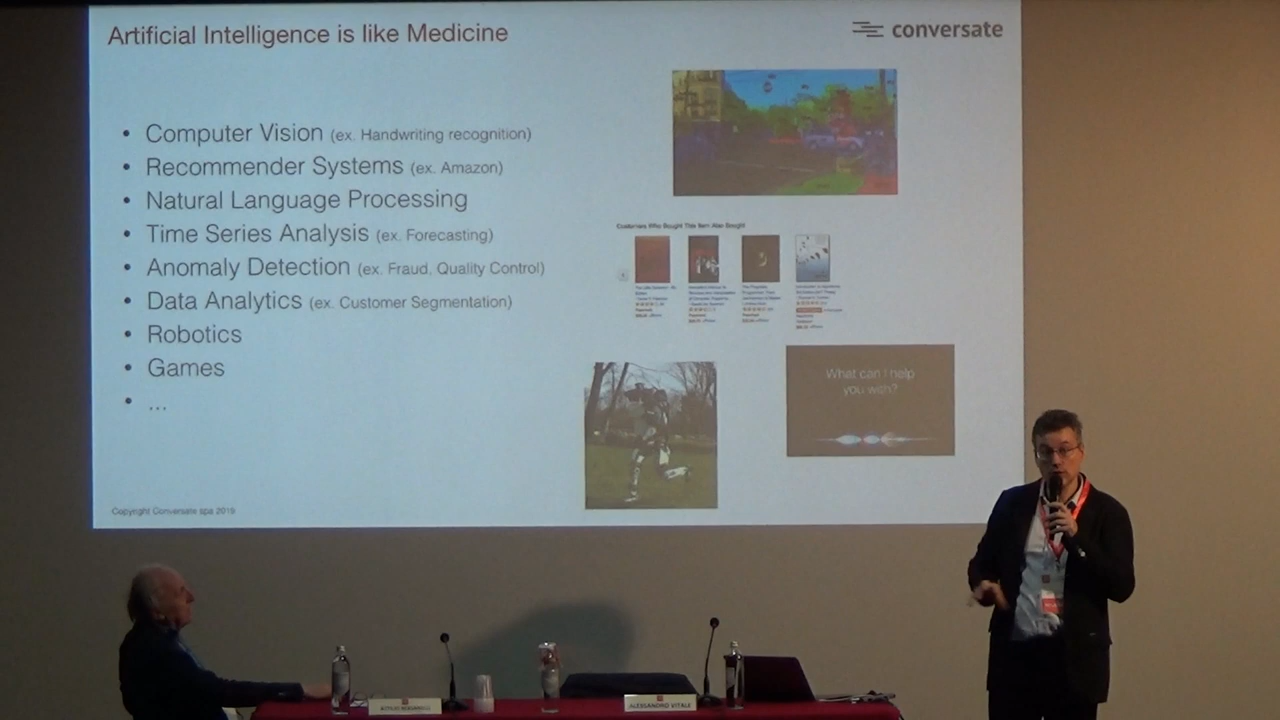 Artificial Intelligence is like Medicine
conversate
• Computer Vision (ex. Handwriting recognition)
• Recommender Systems (ex. Amazon)
• Natural Language Processing
• Time Series Analysis (ex. Forecasting)
• Anomaly Detection (ex. Fraud, Quality Control)
• Data Analytics (ex. Customer Segmentation)
• Robotics
• Games
• ...
Customers Who Bought This Item Also Bought
What can I help
you with?
Copyright Conversate spa 2019
ALESSANDRO VITALE